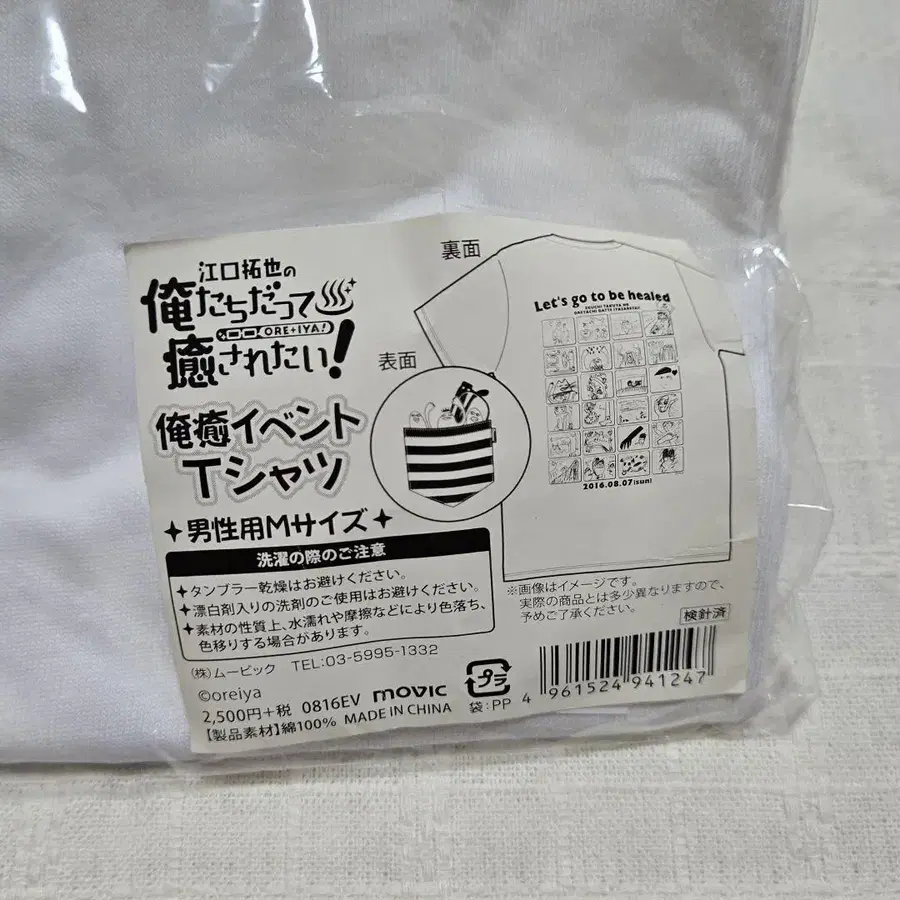 江口拓也の
俺たちだって
ORE+IYA!
癒されたい!
俺癒イベント
Tシャツ
男性用Mサイズ
洗濯の際のご注意
タンブラー乾燥はお避けください。
漂白剤入りの洗剤のご使用はお避けください。
素材の性質上、水濡れや摩擦などにより色落ち、
色移りする場合があります。
(株)ムービック TEL:03-5995-1332
©oreiya
2,500円+税 0816EV movic
【製品素材】綿100% MADE IN CHINA
裏面
表面
Let's go to be healed
EGUCHI TAKUYA NO
ORETACHI DATTE IYASARETAI!
2016.08.07(sun)
※画像はイメージです。
実際の商品とは多少異なりますので、
予めご了承ください。
検針済
プラ
袋:PP
4 961524 941247